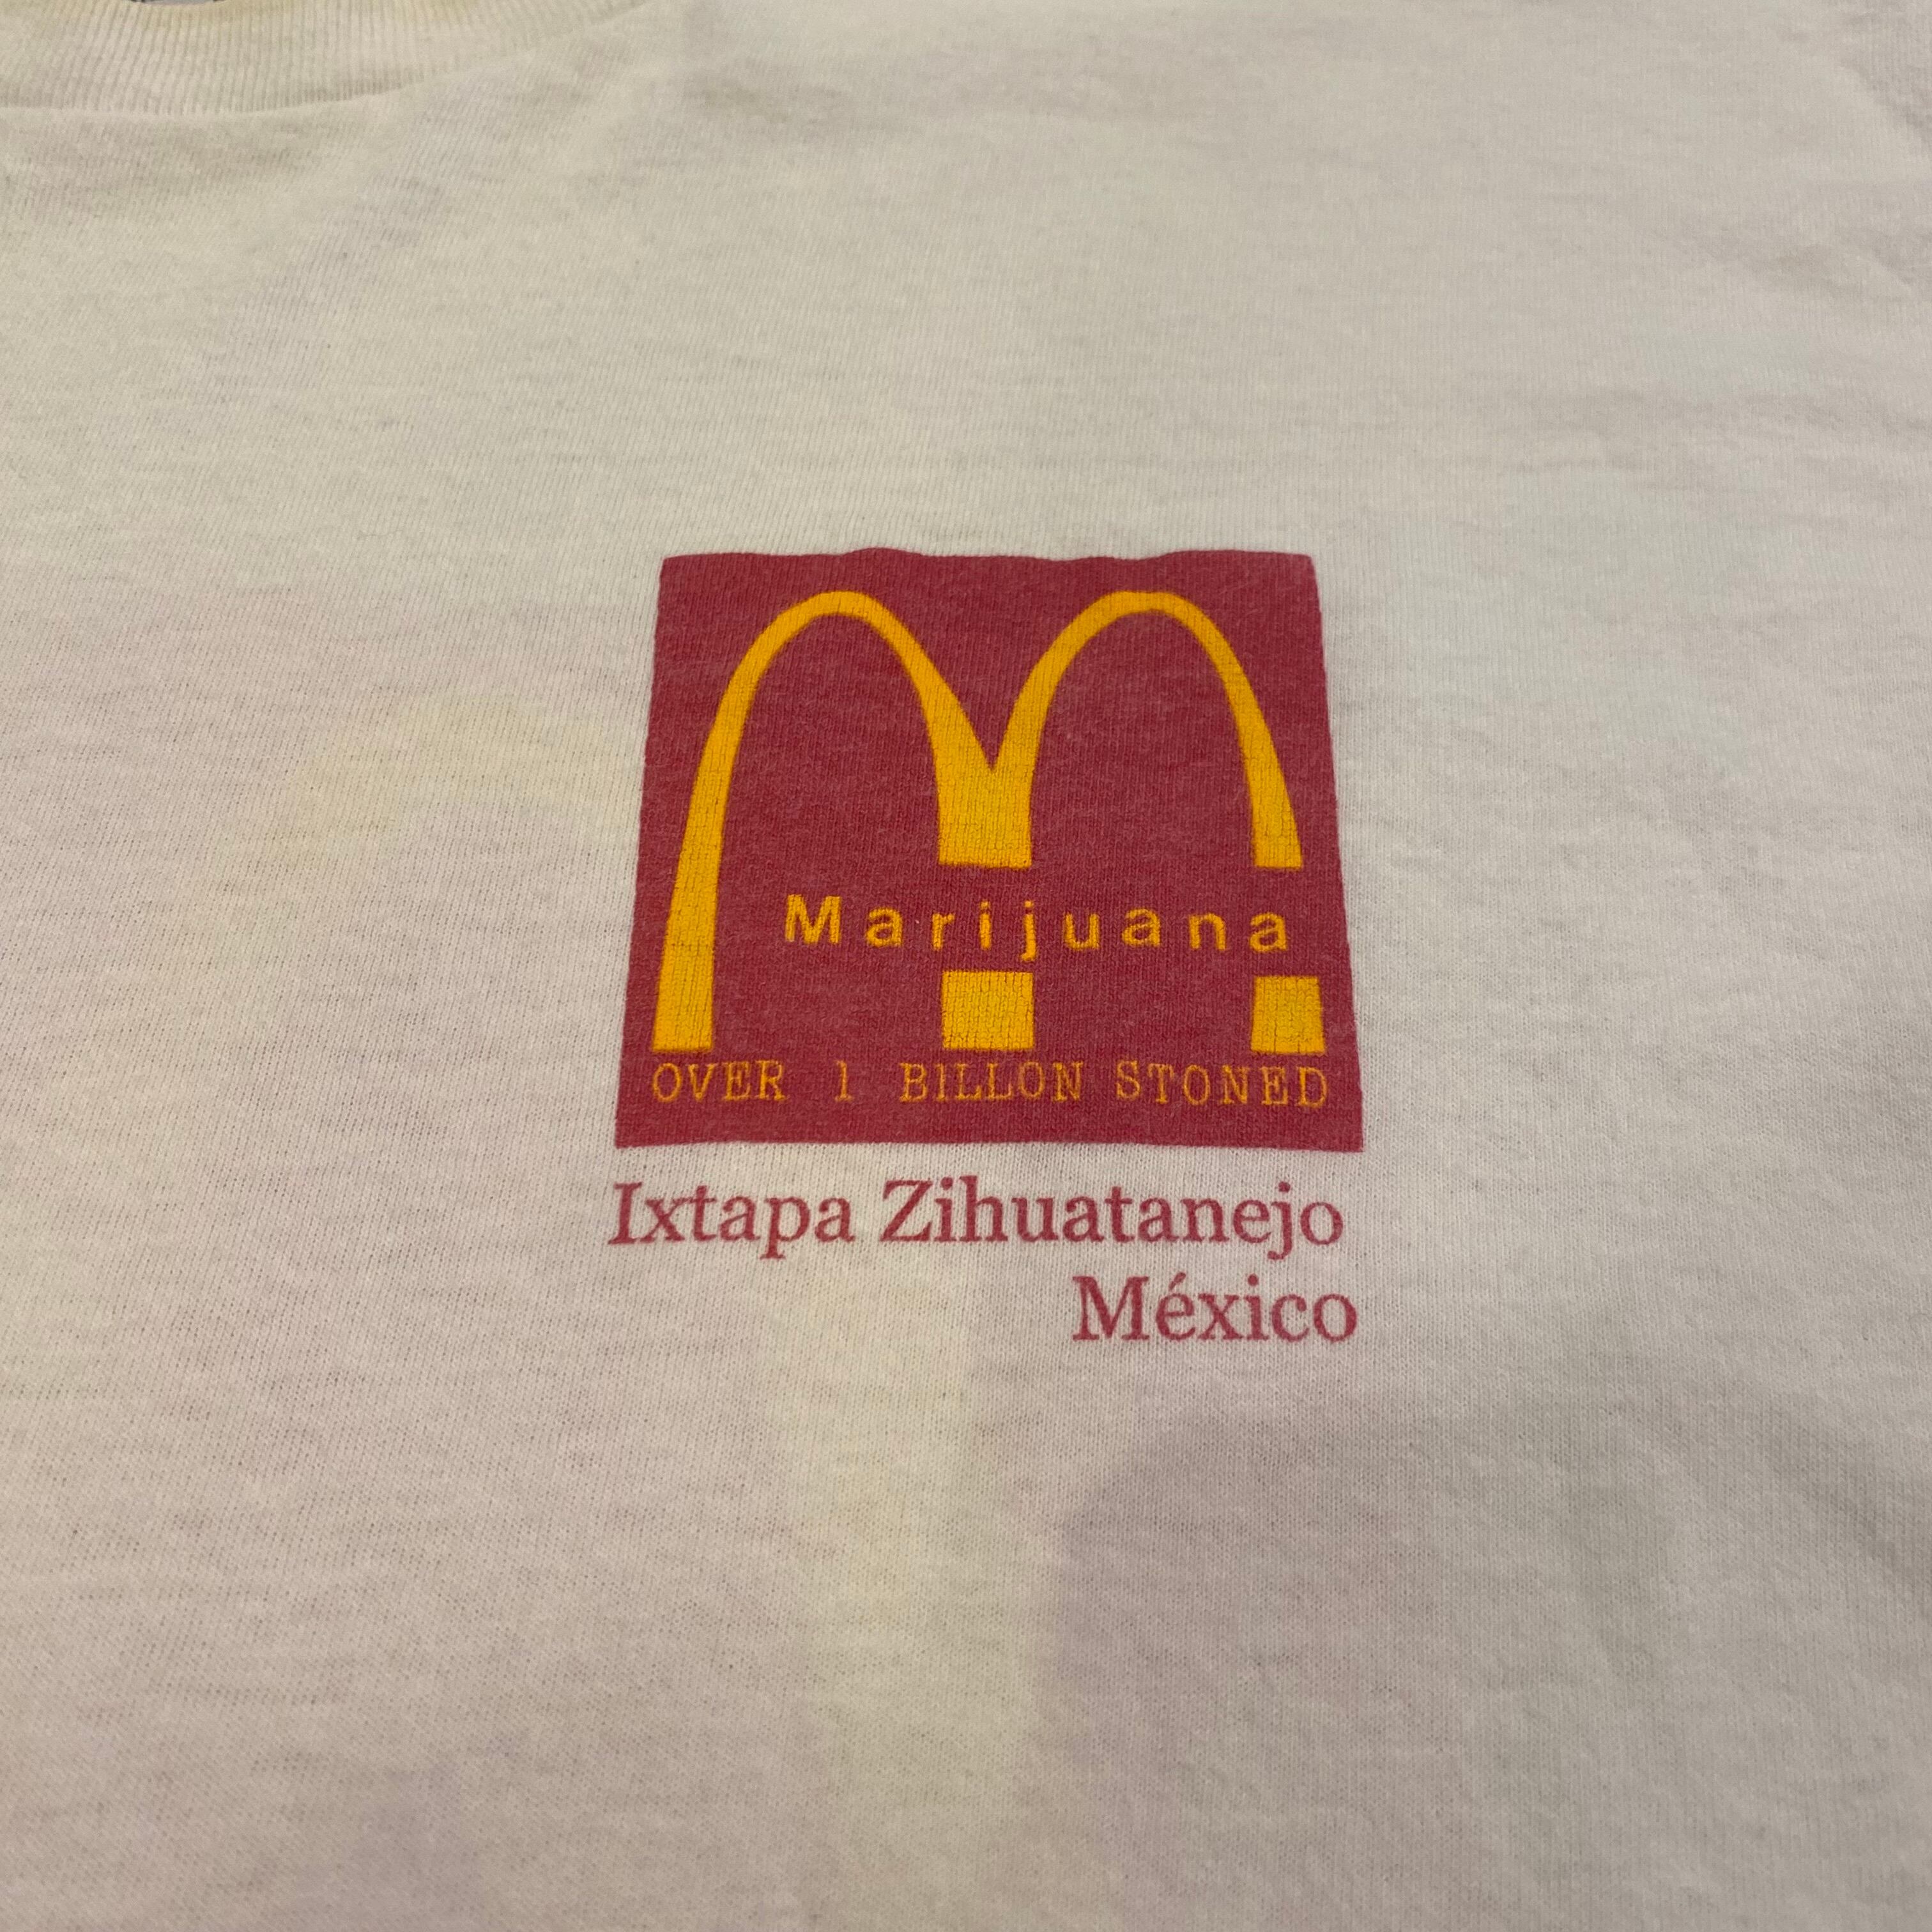 Marijuana
OVER 1 BILLON STONED
Ixtapa Zihuatanejo
México